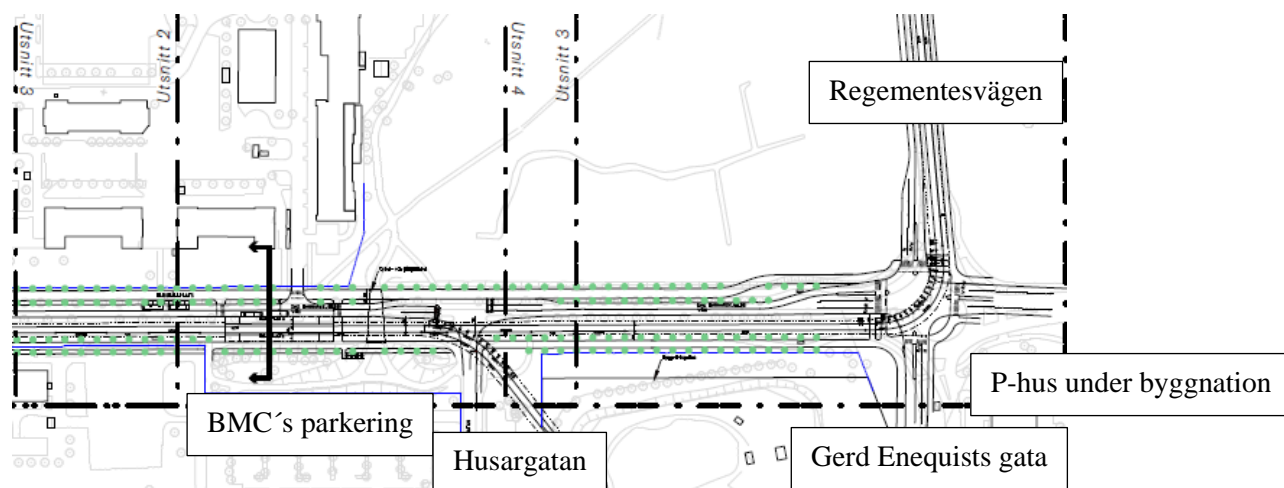 Utsnitt 3
Utsnitt 2
Utsnitt 4
Utsnitt 3
Regementesvägen
P-hus under byggnation
BMC´s parkering
Husargatan
Gerd Enequists gata